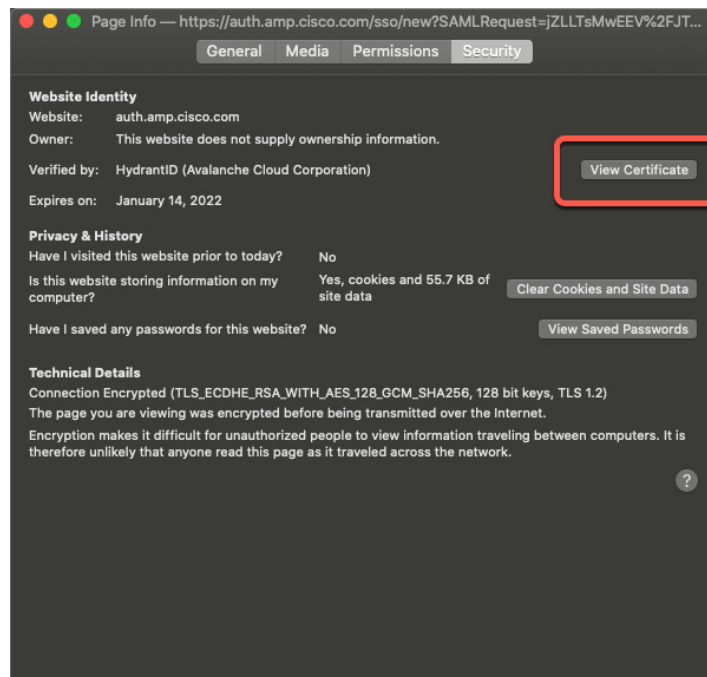 Page Info — https://auth.amp.cisco.com/sso/new?SAMLRequest=jZLLTsMwEEV%2FJT...
General Media Permissions Security
Website Identity
Website: auth.amp.cisco.com
Owner: This website does not supply ownership information.
Verified by: HydrantID (Avalanche Cloud Corporation) View Certificate
Expires on: January 14, 2022
Privacy & History
Have I visited this website prior to today? No
Is this website storing information on my Yes, cookies and 55.7 KB of Clear Cookies and Site Data
computer? site data
Have I saved any passwords for this website? No View Saved Passwords
Technical Details
Connection Encrypted (TLS_ECDHE_RSA_WITH_AES_128_GCM_SHA256, 128 bit keys, TLS 1.2)
The page you are viewing was encrypted before being transmitted over the Internet.
Encryption makes it difficult for unauthorized people to view information traveling between computers. It is
therefore unlikely that anyone read this page as it traveled across the network.
?